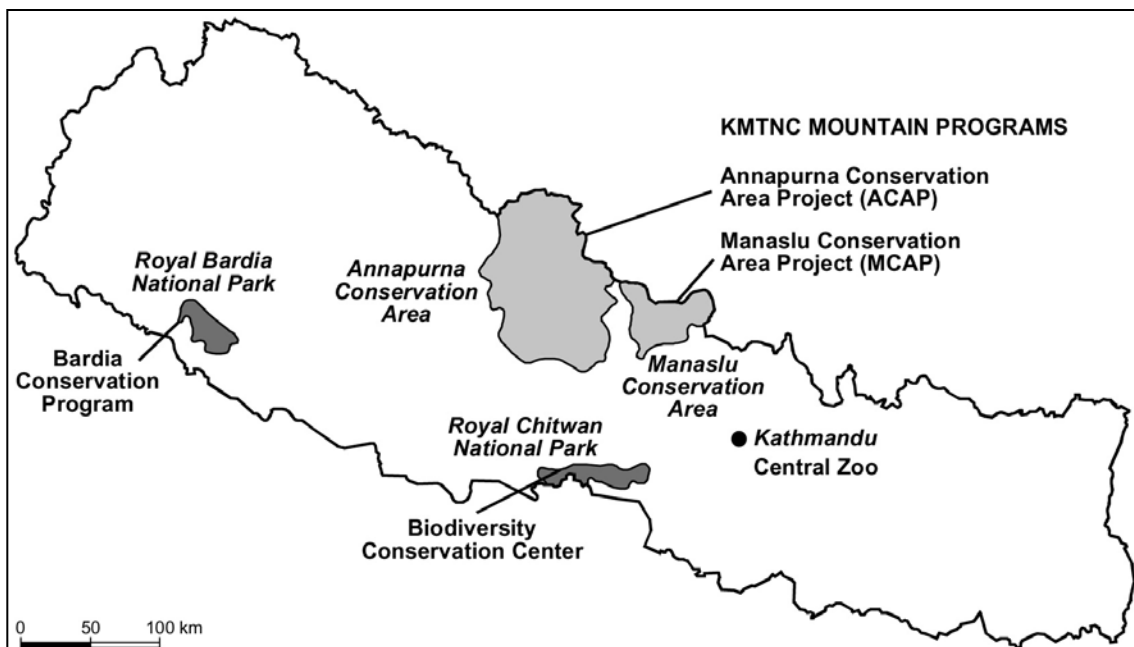 KMTNC MOUNTAIN PROGRAMS
Annapurna Conservation
Area Project (ACAP)
Manaslu Conservation
Area Project (MCAP)
Royal Bardia
National Park
Annapurna
Conservation
Area
Bardia
Conservation
Program
Manaslu
Conservation
Area
Royal Chitwan
National Park
Kathmandu
Central Zoo
Biodiversity
Conservation Center
0 50 100 km